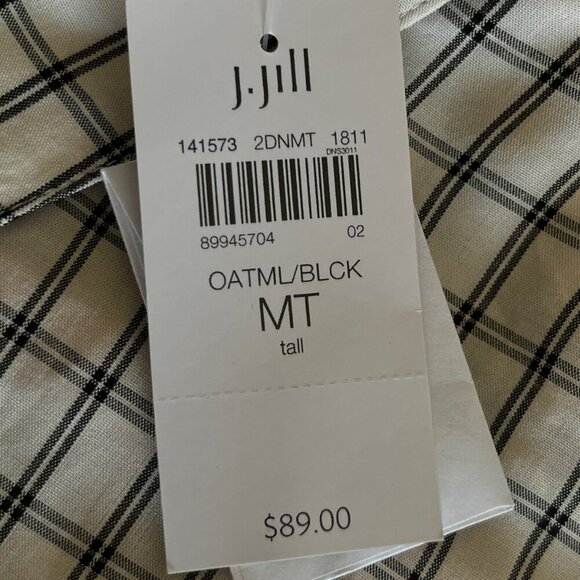 J.Jill
141573 2DNMT 1811
DNS3011
89945704 02
OATML/BLCK
MT
tall
$89.00